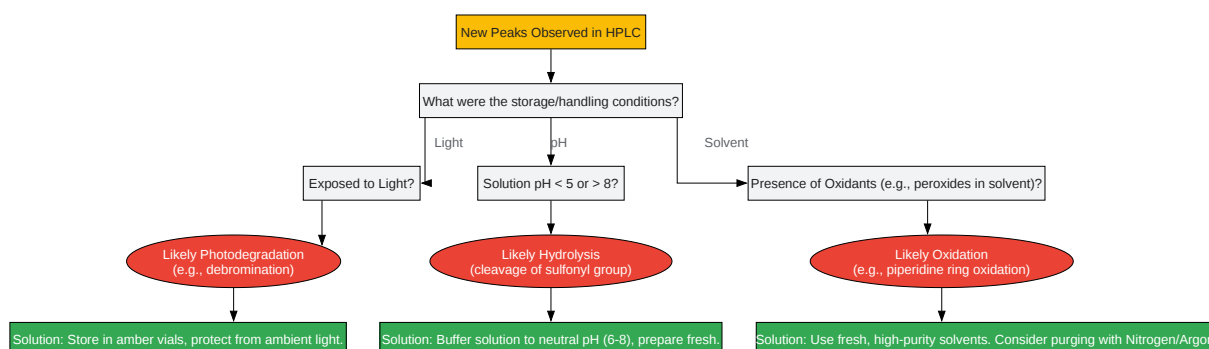 New Peaks Observed in HPLC
What were the storage/handling conditions?
Light
pH
Solvent
Exposed to Light?
Solution pH < 5 or > 8?
Presence of Oxidants (e.g., peroxides in solvent)?
Likely Photodegradation
(e.g., debromination)
Likely Hydrolysis
(cleavage of sulfonyl group)
Likely Oxidation
(e.g., piperidine ring oxidation)
Solution: Store in amber vials, protect from ambient light.
Solution: Buffer solution to neutral pH (6-8), prepare fresh.
Solution: Use fresh, high-purity solvents. Consider purging with Nitrogen/Argon